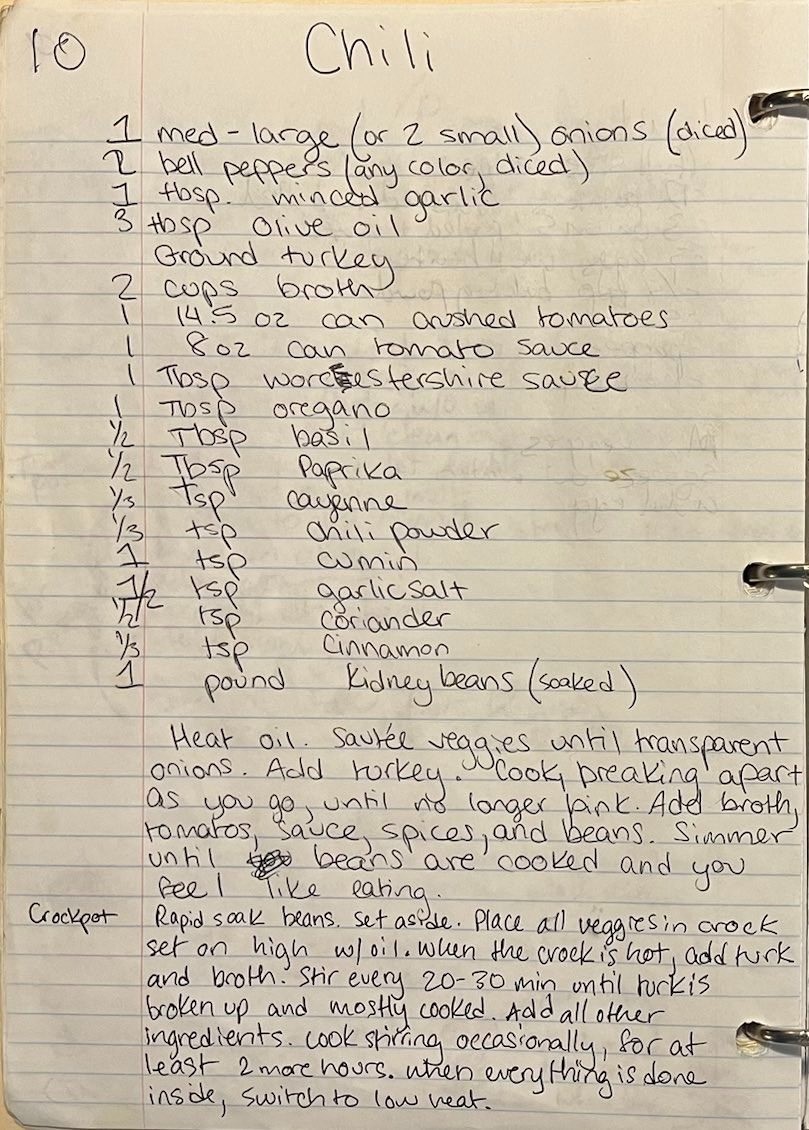 10 Chili
1 med-large (or 2 small) onions (diced)
2 bell peppers (any color, diced)
1 tbsp. minced garlic
3 tbsp Olive oil
Ground turkey
2 cups broth
1 14.5 oz can crushed tomatoes
1 8 oz can tomato sauce
1 Tbsp worcestershire sauce
1 Tbsp oregano
1/2 Tbsp basil
1/2 Tbsp Paprika
1/3 Tsp cayenne
1/3 tsp chili powder
1 tsp cumin
1/2 tsp garlic salt
1/2 tsp coriander
1/3 tsp Cinnamon
1 pound Kidney beans (soaked)
Heat oil. Sautée veggies until transparent
onions. Add turkey. Cook, breaking apart
as you go, until no longer pink. Add broth,
tomatos, sauce, spices, and beans. Simmer
until beans are cooked and you
feel like eating.
Crockpot Rapid soak beans. Set aside. Place all veggies in crock
set on high w/ oil. When the crock is hot, add turk
and broth. Stir every 20-30 min until turk is
broken up and mostly cooked. Add all other
ingredients. Cook stirring occasionally, for at
least 2 more hours. When everything is done
inside, switch to low heat.